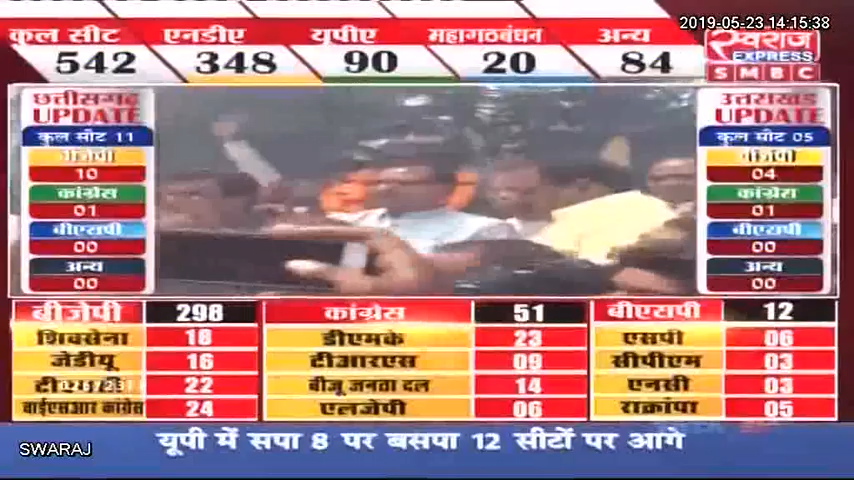 2019-05-23 14:15:38
कुल सीट एनडीए यूपीए महागठबंधन अन्य
542 348 90 20 84
स्वराज
EXPRESS
SMBC
छत्तीसगढ़
UPDATE
कुल सीट 11
बीजेपी
10
कांग्रेस
01
बीएसपी
00
अन्य
00
उत्तराखंड
UPDATE
कुल सीट 05
बीजेपी
04
कांग्रेस
01
बीएसपी
00
अन्य
00
बीजेपी 298 कांग्रेस 51 बीएसपी 12
शिवसेना 18 डीएमके 23 एसपी 06
जेडीयू 16 टीआरएस 09 सीपीएम 03
22 बीजू जनता दल 14 एनसी 03
वाईएसआर कांग्रेस 24 एलजेपी 06 राकांपा 05
यूपी में सपा 8 पर बसपा 12 सीटों पर आगे
SWARAJ